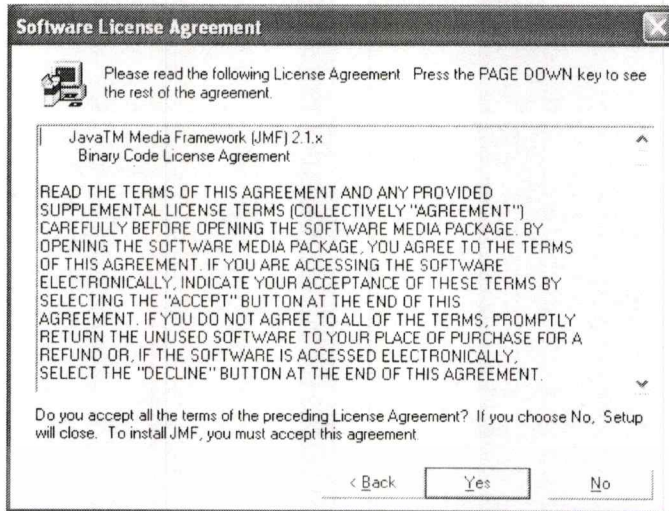 Software License Agreement
Please read the following License Agreement Press the PAGE DOWN key to see
the rest of the agreement.
JavaTM Media Framework (JMF) 2.1.x
Binary Code License Agreement
READ THE TERMS OF THIS AGREEMENT AND ANY PROVIDED
SUPPLEMENTAL LICENSE TERMS (COLLECTIVELY "AGREEMENT")
CAREFULLY BEFORE OPENING THE SOFTWARE MEDIA PACKAGE. BY
OPENING THE SOFTWARE MEDIA PACKAGE, YOU AGREE TO THE TERMS
OF THIS AGREEMENT. IF YOU ARE ACCESSING THE SOFTWARE
ELECTRONICALLY, INDICATE YOUR ACCEPTANCE OF THESE TERMS BY
SELECTING THE "ACCEPT" BUTTON AT THE END OF THIS
AGREEMENT. IF YOU DO NOT AGREE TO ALL OF THE TERMS, PROMPTLY
RETURN THE UNUSED SOFTWARE TO YOUR PLACE OF PURCHASE FOR A
REFUND OR, IF THE SOFTWARE IS ACCESSED ELECTRONICALLY,
SELECT THE "DECLINE" BUTTON AT THE END OF THIS AGREEMENT.
Do you accept all the terms of the preceding License Agreement? If you choose No, Setup
will close. To install JMF, you must accept this agreement
< Back Yes No